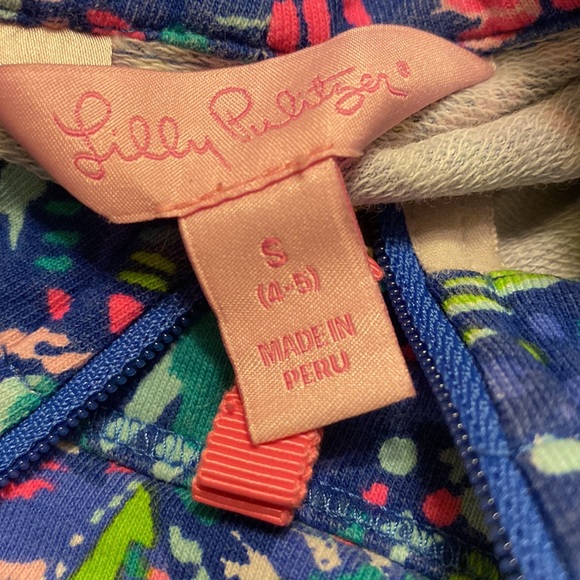 Lilly Pulitzer®
S
(4-5)
MADE IN
PERU